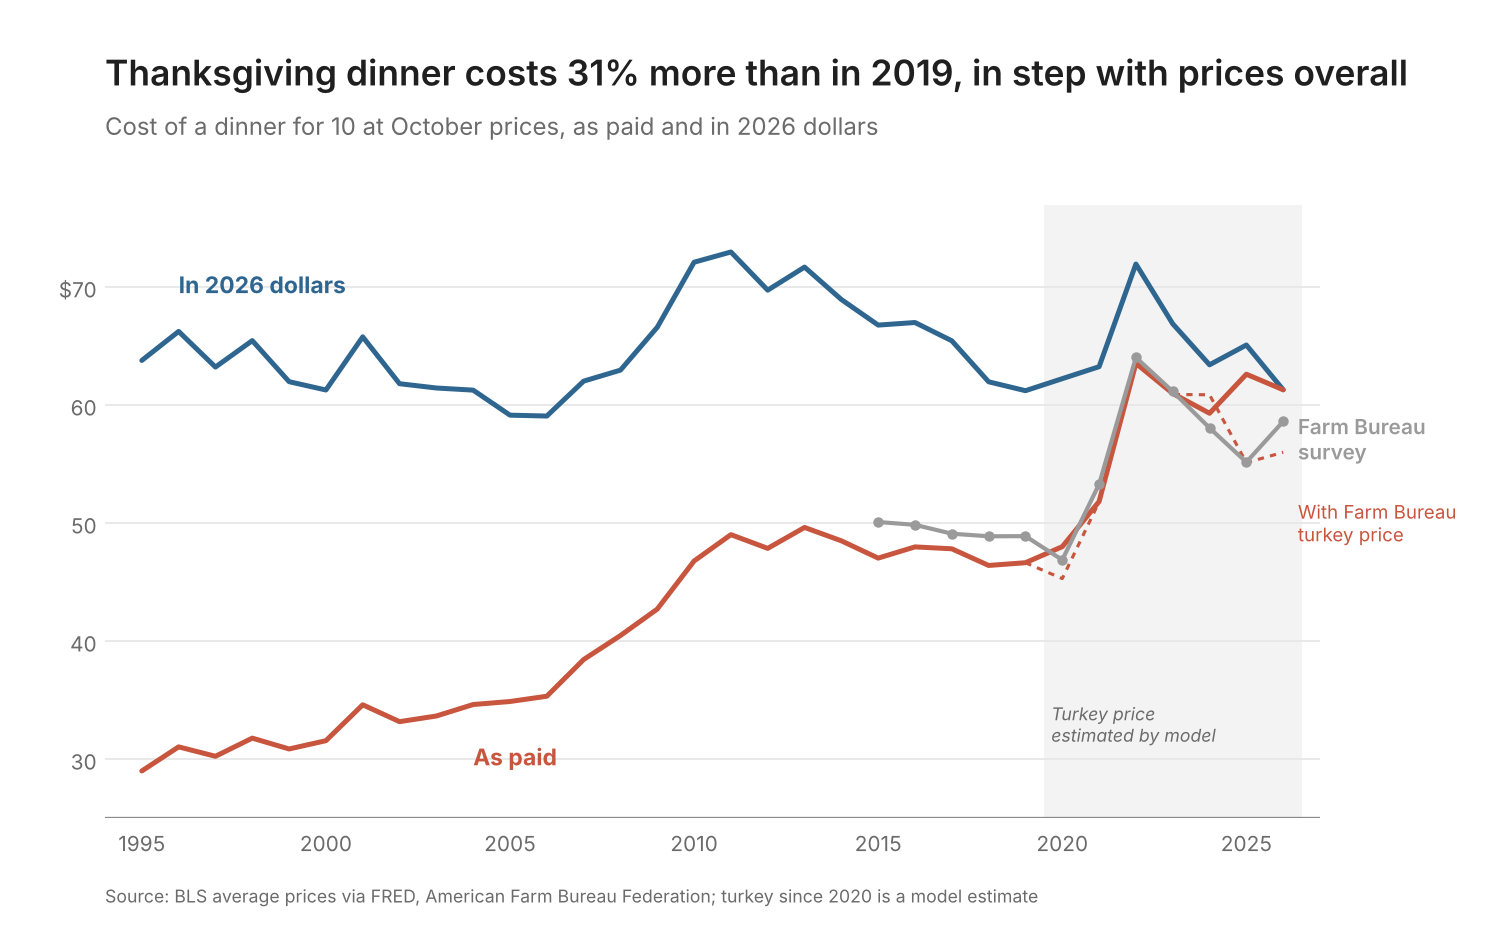 Thanksgiving dinner costs 31% more than in 2019, in step with prices overall
Cost of a dinner for 10 at October prices, as paid and in 2026 dollars
$70
60
50
40
30
In 2026 dollars
As paid
Farm Bureau
survey
With Farm Bureau
turkey price
Turkey price
estimated by model
1995
2000
2005
2010
2015
2020
2025
Source: BLS average prices via FRED, American Farm Bureau Federation; turkey since 2020 is a model estimate